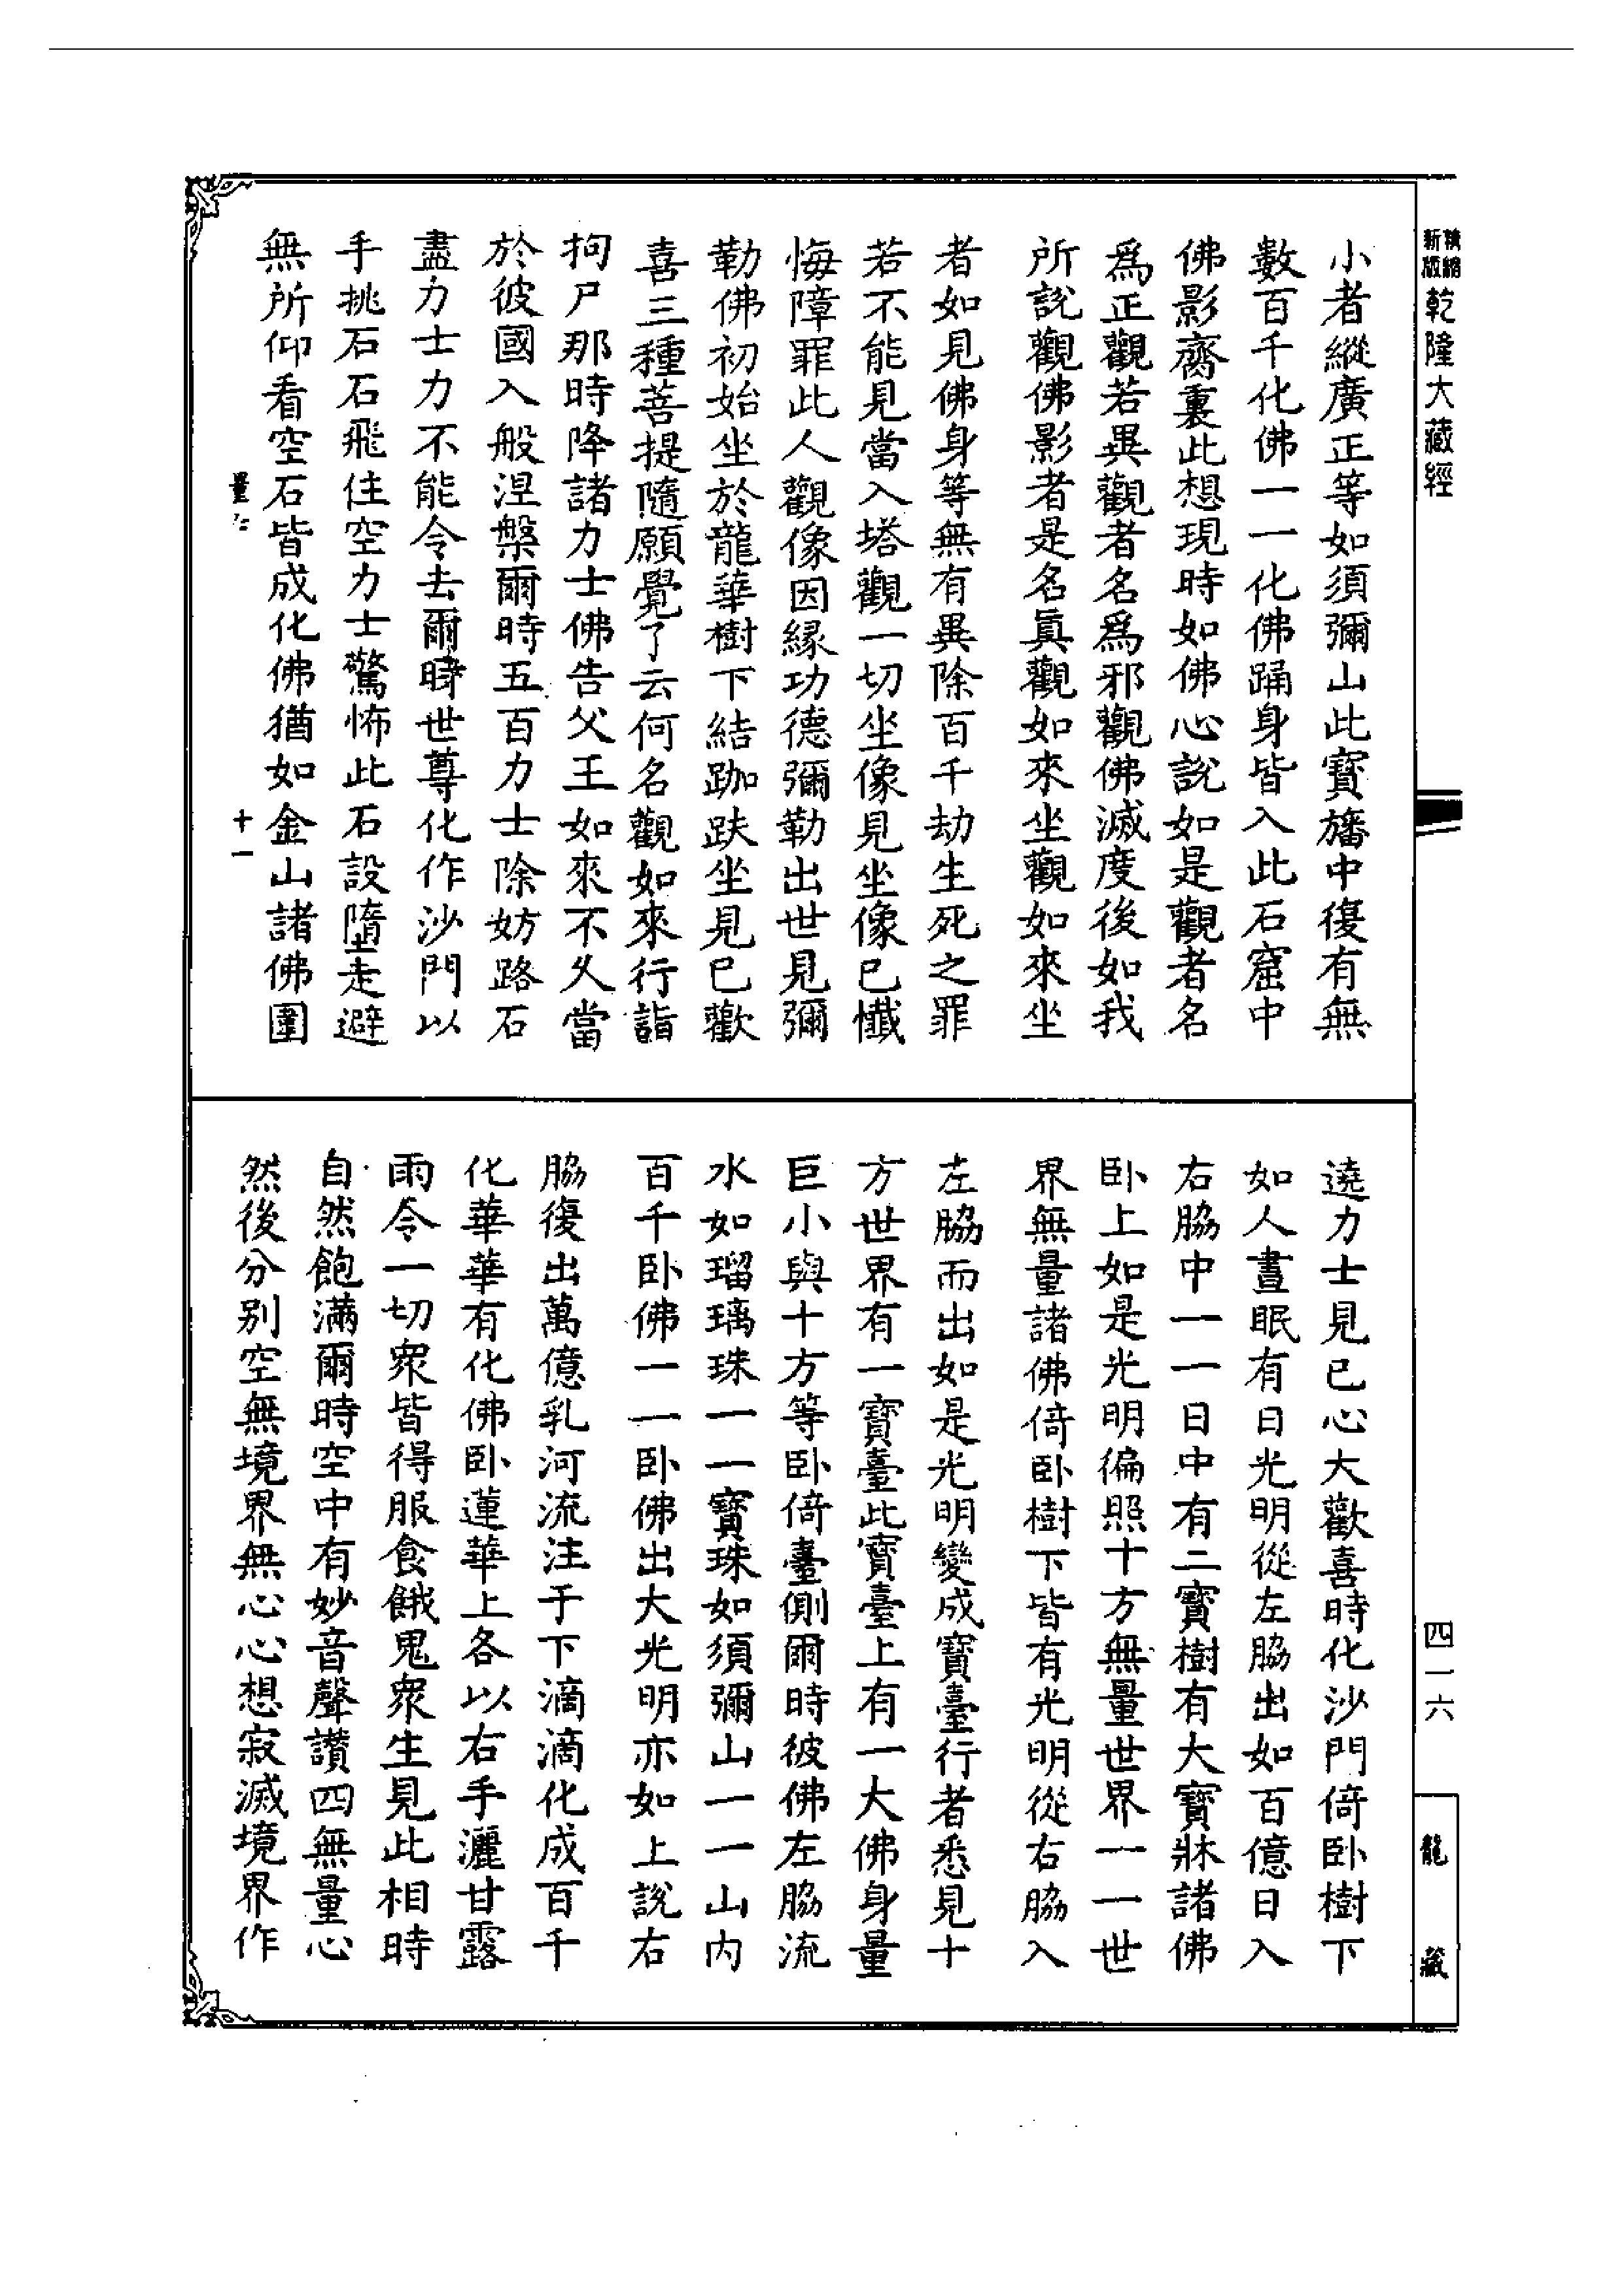 精縮新版乾隆大藏經
小者縱廣正等如須彌山此寶旛中復有無
數百千化佛一一化佛踊身皆入此石窟中
佛影齊裏此想現時如佛心說如是觀者名
爲正觀若異觀者名爲邪觀佛滅度後如我
所說觀佛影者是名眞觀如來坐觀如來坐
者如見佛身等無有異除百千劫生死之罪
若不能見當入塔觀一切坐像見坐像已懺
悔障罪此人觀像因緣功德彌勒出世見彌
勒佛初始坐於龍華樹下結跏趺坐見已歡
喜三種菩提隨願覺了云何名觀如來行詣
拘尸那時降諸力士佛告父王如來不久當
於彼國入般涅槃爾時五百力士除妨路石
盡力士力不能令去爾時世尊化作沙門以
手挑石石飛住空力士驚怖此石設墮走避
無所仰看空石皆成化佛猶如金山諸佛圍
量 十一
遶力士見已心大歡喜時化沙門倚卧樹下
如人晝眠有日光明從左脇出如百億日入
右脇中一一日中有二寶樹有大寶牀諸佛
卧上如是光明徧照十方無量世界一一世
界無量諸佛倚卧樹下皆有光明從右脇入
左脇而出如是光明變成寶臺行者悉見十
方世界有一寶臺此寶臺上有一大佛身量
巨小與十方等卧倚臺側爾時彼佛左脇流
水如瑠璃珠一一寶珠如須彌山一一山內
百千卧佛一一卧佛出大光明亦如上說右
脇復出萬億乳河流注于下滴滴化成百千
化華華有化佛卧蓮華上各以右手灑甘露
雨令一切衆皆得服食餓鬼衆生見此相時
自然飽滿爾時空中有妙音聲讚四無量心
然後分別空無境界無心心想寂滅境界作
四一六
龍藏